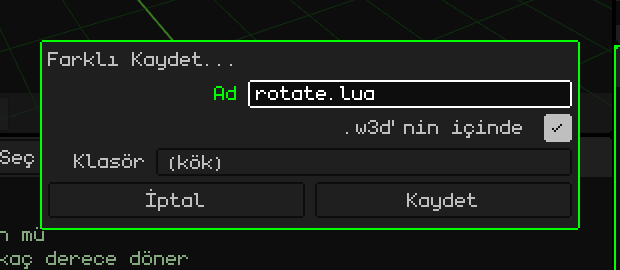 Farklı Kaydet...
Ad rotate.lua
.w3d'nin içinde ✓
Seç
Klasör (kök)
İptal Kaydet
mü
kaç derece döner